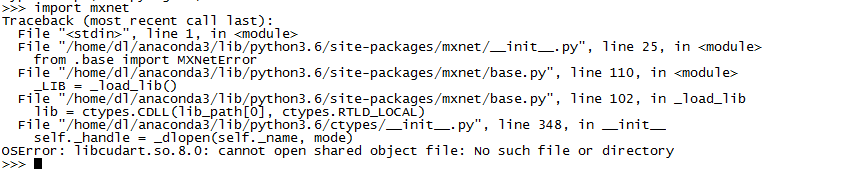 >>> import mxnet
Traceback (most recent call last):
  File "<stdin>", line 1, in <module>
  File "/home/dl/anaconda3/lib/python3.6/site-packages/mxnet/__init__.py", line 25, in <module>
    from .base import MXNetError
  File "/home/dl/anaconda3/lib/python3.6/site-packages/mxnet/base.py", line 110, in <module>
    _LIB = _load_lib()
  File "/home/dl/anaconda3/lib/python3.6/site-packages/mxnet/base.py", line 102, in _load_lib
    lib = ctypes.CDLL(lib_path[0], ctypes.RTLD_LOCAL)
  File "/home/dl/anaconda3/lib/python3.6/ctypes/__init__.py", line 348, in __init__
    self._handle = _dlopen(self._name, mode)
OSError: libcudart.so.8.0: cannot open shared object file: No such file or directory
>>>